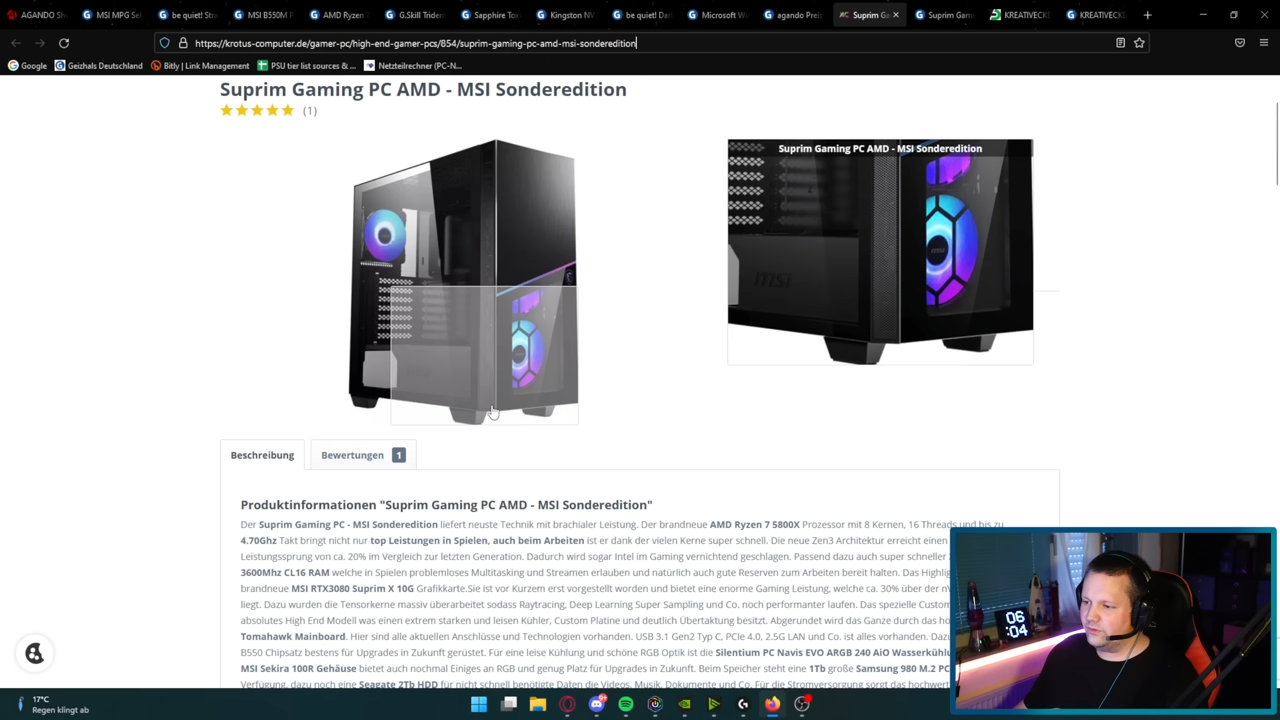 AGANDO Sh
MSI MPG Sek
be quiet! Stra
MSI B550M P
AMD Ryzen 7
G.Skill Triden
Sapphire Tox
Kingston NV
be quiet! Dar
Microsoft Wi
agando Preis
Suprim Ga
Suprim Gam
KREATIVECK
KREATIVECK
https://krotus-computer.de/gamer-pc/high-end-gamer-pcs/854/suprim-gaming-pc-amd-msi-sonderedition
Google
Geizhals Deutschland
Bitly | Link Management
PSU tier list sources & ...
Netzteilrechner (PC-N...
Suprim Gaming PC AMD - MSI Sonderedition
(1)
Suprim Gaming PC AMD - MSI Sonderedition
msi
Beschreibung
Bewertungen 1
Produktinformationen "Suprim Gaming PC AMD - MSI Sonderedition"
Der Suprim Gaming PC - MSI Sonderedition liefert neuste Technik mit brachialer Leistung. Der brandneue AMD Ryzen 7 5800X Prozessor mit 8 Kernen, 16 Threads und bis zu
4.70Ghz Takt bringt nicht nur top Leistungen in Spielen, auch beim Arbeiten ist er dank der vielen Kerne super schnell. Die neue Zen3 Architektur erreicht einen
Leistungssprung von ca. 20% im Vergleich zur letzten Generation. Dadurch wird sogar Intel im Gaming vernichtend geschlagen. Passend dazu auch super schneller
3600Mhz CL16 RAM welche in Spielen problemloses Multitasking und Streamen erlauben und natürlich auch gute Reserven zum Arbeiten bereit halten. Das Highlig
brandneue MSI RTX3080 Suprim X 10G Grafikkarte.Sie ist vor Kurzem erst vorgestellt worden und bietet eine enorme Gaming Leistung, welche ca. 30% über der nV
liegt. Dazu wurden die Tensorkerne massiv überarbeitet sodass Raytracing, Deep Learning Super Sampling und Co. noch performanter laufen. Das spezielle Custom
absolutes High End Modell was einen extrem starken und leisen Kühler, Custom Platine und deutlich Übertaktung besitzt. Abgerundet wird das Ganze durch das ho
Tomahawk Mainboard. Hier sind alle aktuellen Anschlüsse und Technologien vorhanden. USB 3.1 Gen2 Typ C, PCIe 4.0, 2.5G LAN und Co. ist alles vorhanden. Dazu
B550 Chipsatz bestens für Upgrades in Zukunft gerüstet. Für eine leise Kühlung und schöne RGB Optik ist die Silentium PC Navis EVO ARGB 240 AiO Wasserkühlu
MSI Sekira 100R Gehäuse bietet auch nochmal Einiges an RGB und genug Platz für Upgrades in Zukunft. Beim Speicher steht eine 1Tb große Samsung 980 M.2 PC
Verfügung, dazu noch eine Seagate 2Tb HDD für nicht schnell benötigte Daten die Videos, Musik, Dokumente und Co. Für die Stromversorgung sorgt das hochwert
06
04
17°C
Regen klingt ab